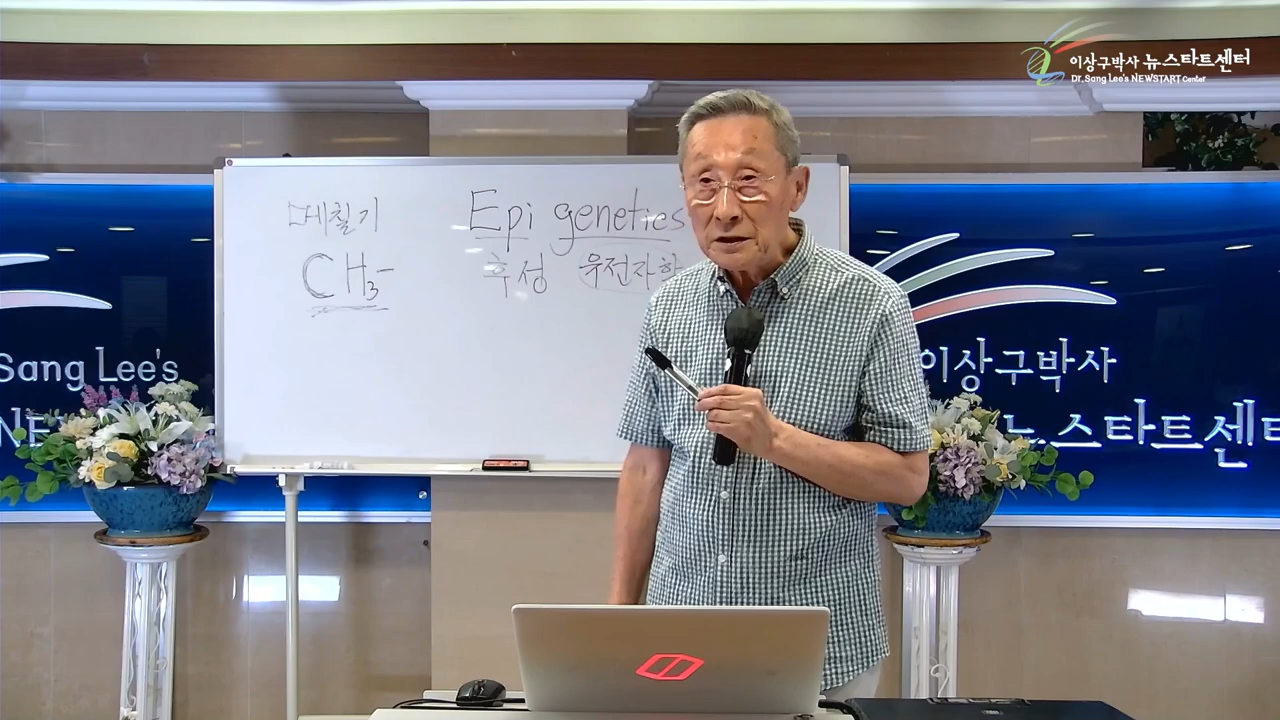 이상구박사 뉴스타트센터
Dr. Sang Lee's NEWSTART Center
메칠기
CH3-
Epi genetics
후성 유전자학
Sang Lee's
NE
이상구박사
뉴스타트센터